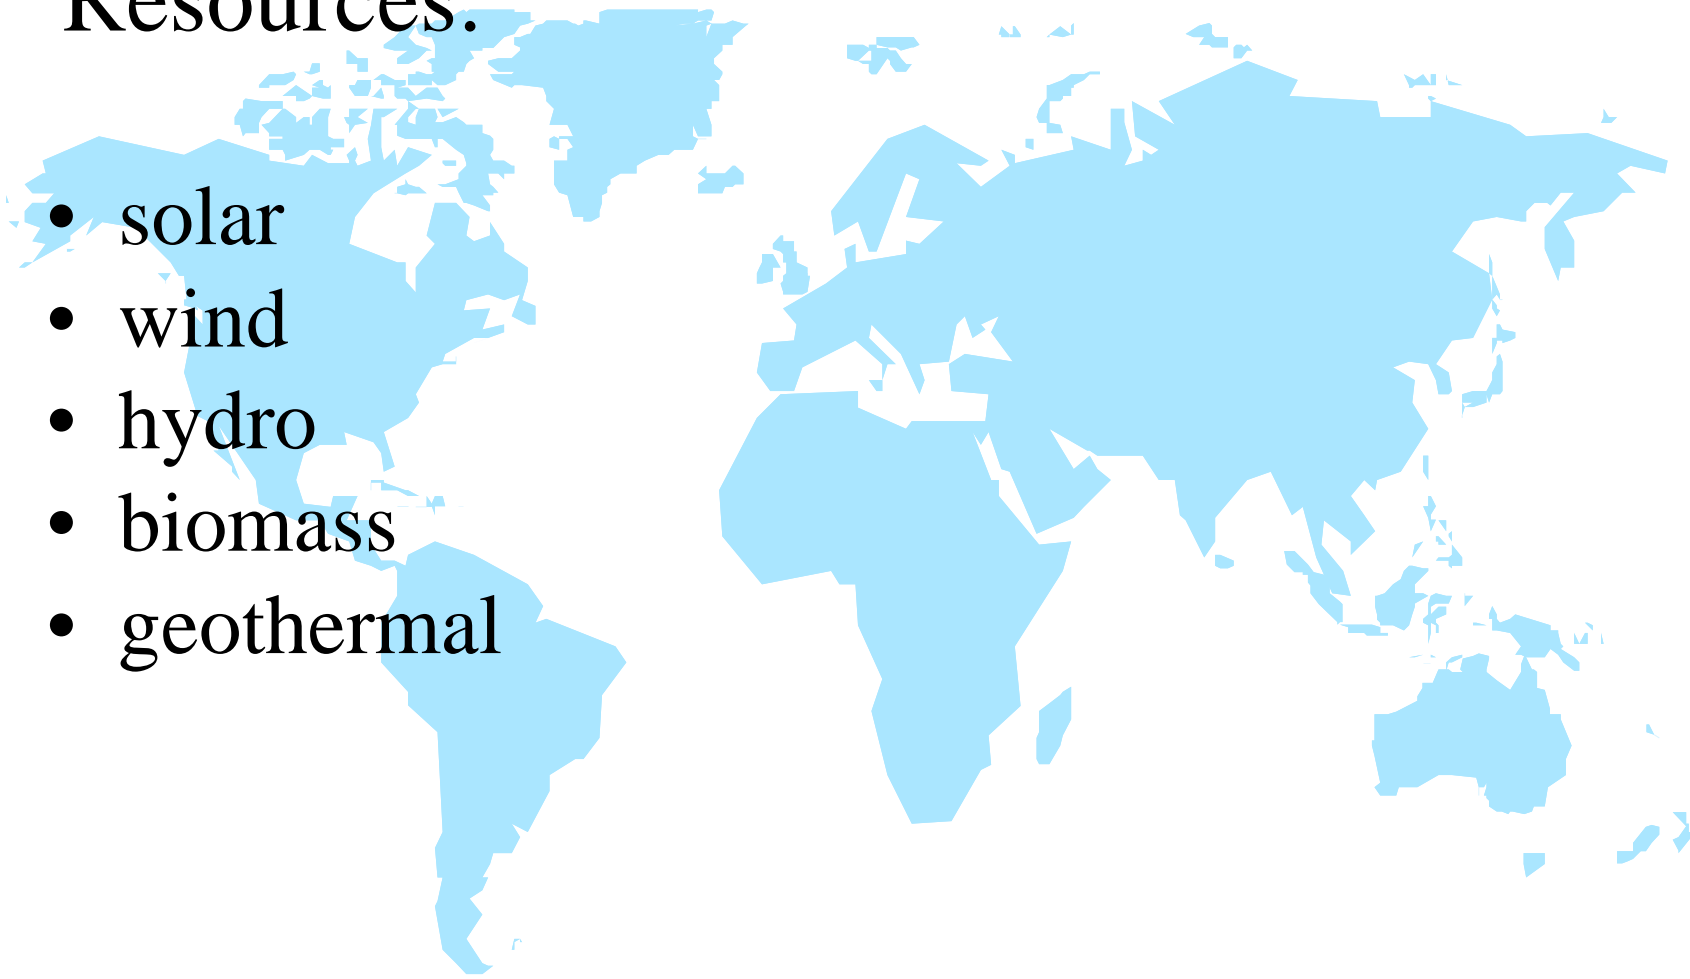 Resources:
• solar
• wind
• hydro
• biomass
• geothermal